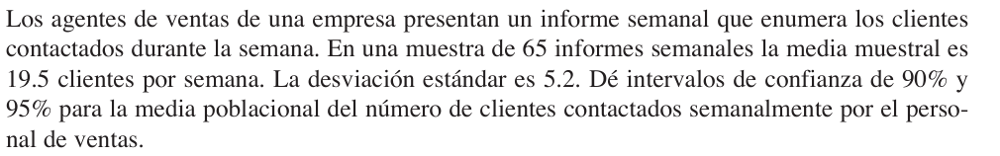 Los agentes de ventas de una empresa presentan un informe semanal que enumera los clientes
contactados durante la semana. En una muestra de 65 informes semanales la media muestral es
19.5 clientes por semana. La desviación estándar es 5.2. Dé intervalos de confianza de 90% y
95% para la media poblacional del número de clientes contactados semanalmente por el perso-
nal de ventas.